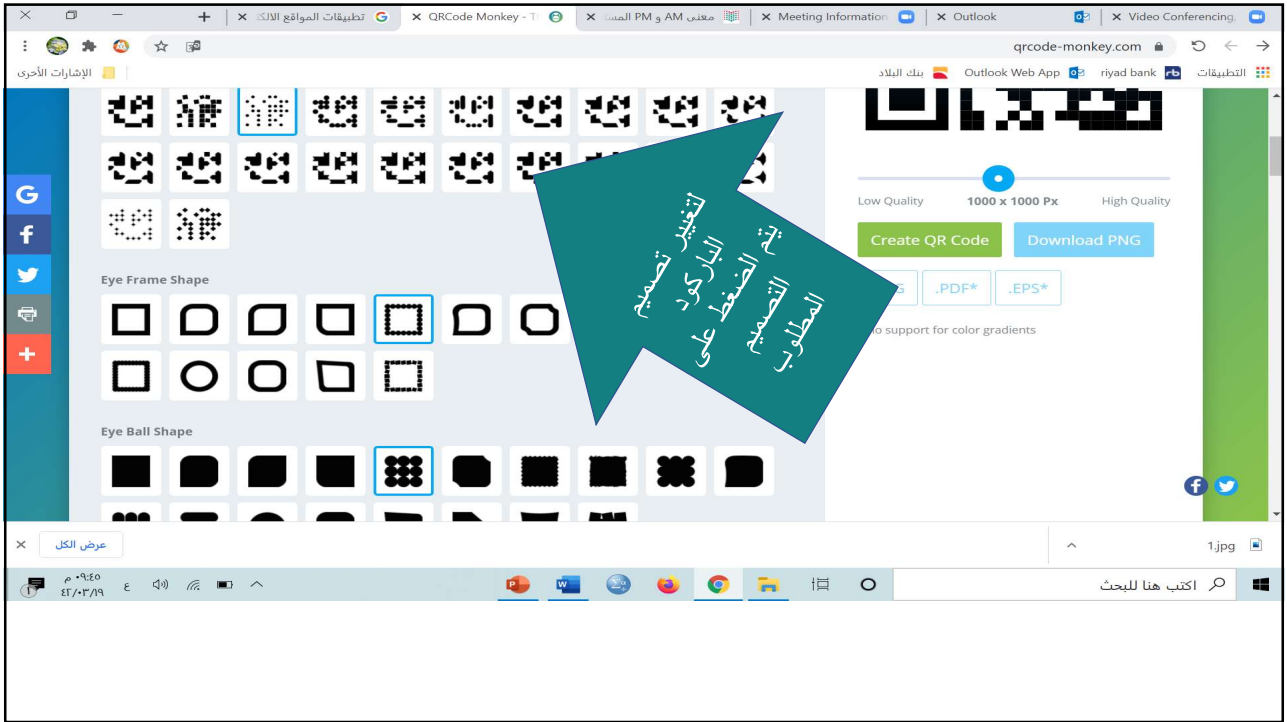 Video Conferencing,
Outlook
Meeting Information
معنى AM و PM المسا
QRCode Monkey - T
تطبيقات المواقع الالك
qrcode-monkey.com
التطبيقات
riyad bank
Outlook Web App
بنك البلاد
الإشارات الأخرى
لتغيير تصميم
الباركود
يتم الضغط على
التصميم
المطلوب
Low Quality
1000 x 1000 Px
High Quality
Create QR Code
Download PNG
.PDF*
.EPS*
o support for color gradients
Eye Frame Shape
Eye Ball Shape
1.jpg
عرض الكل
اكتب هنا للبحث
ع
٠٩:٤٥ م
٤٢/٠٣/١٩